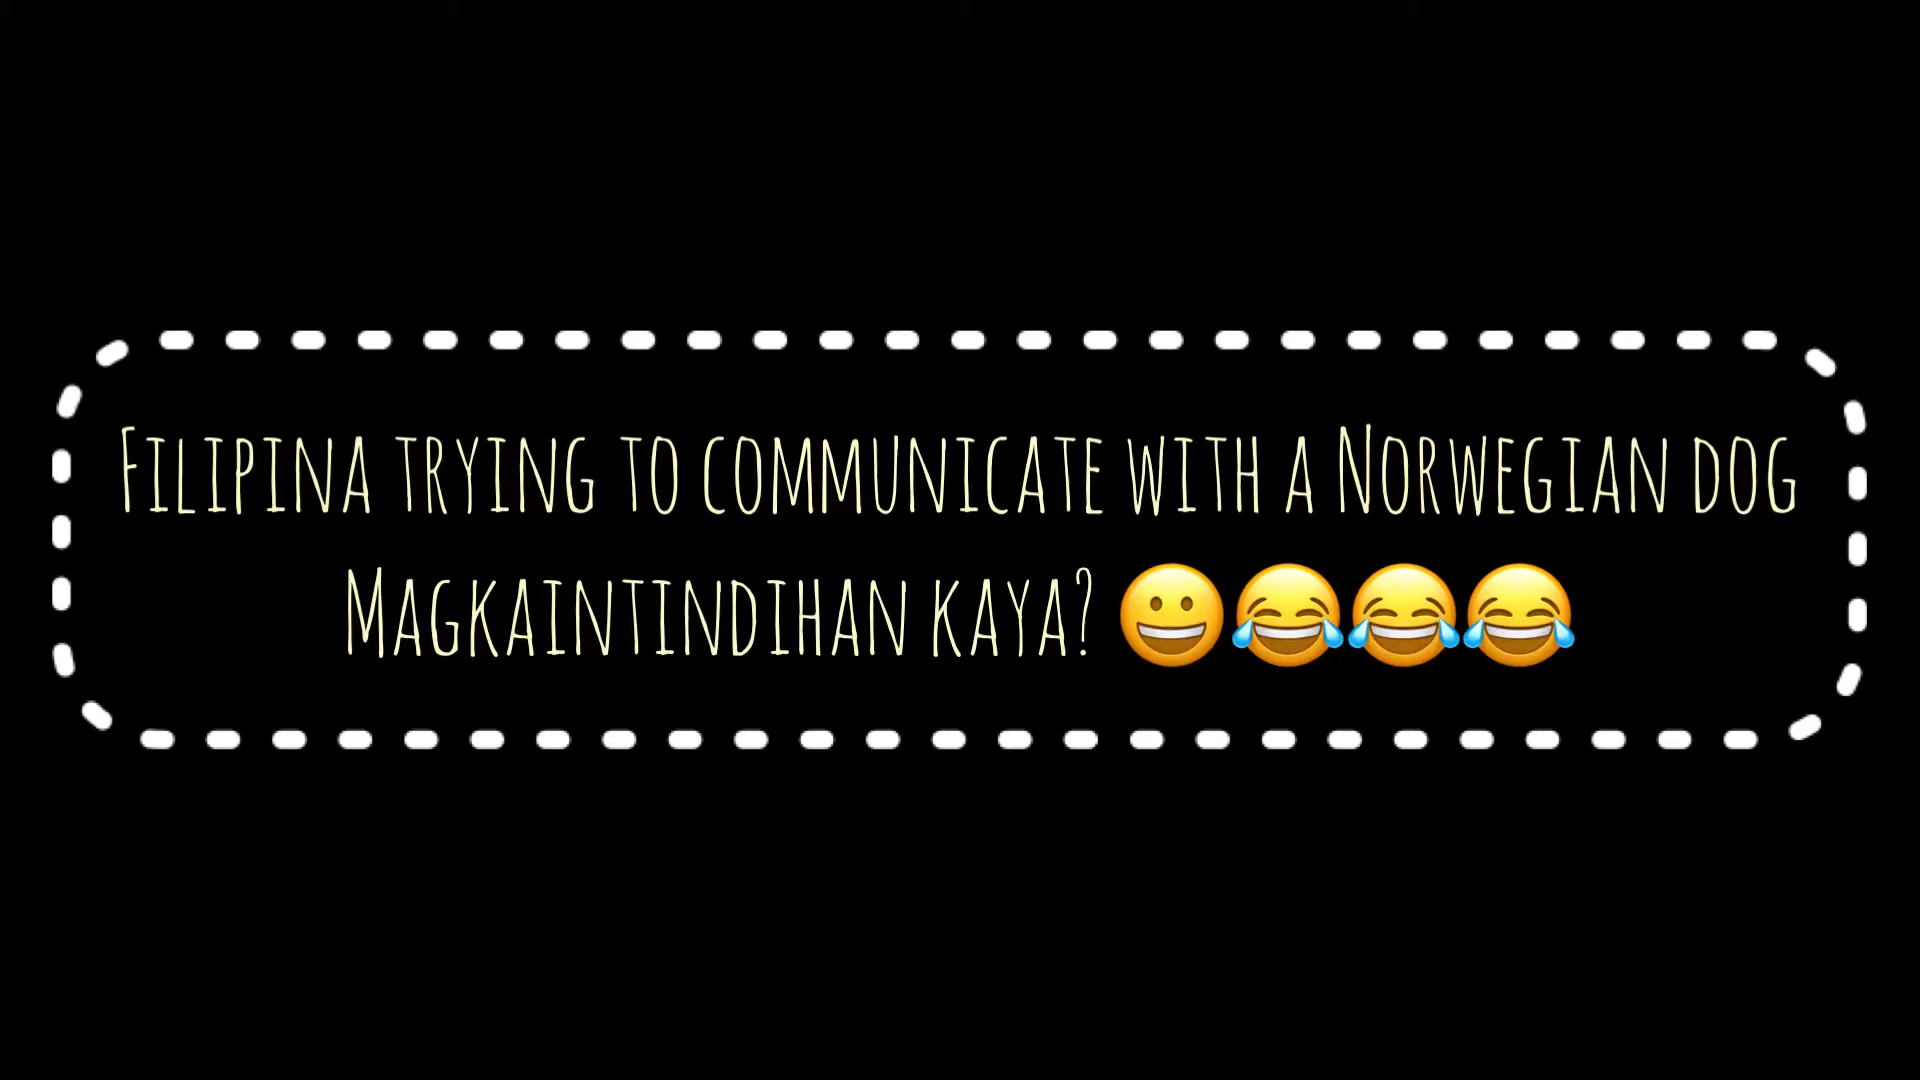 Filipina trying to communicate with a Norwegian dog
Magkaintindihan kaya? 😀😂😂😂